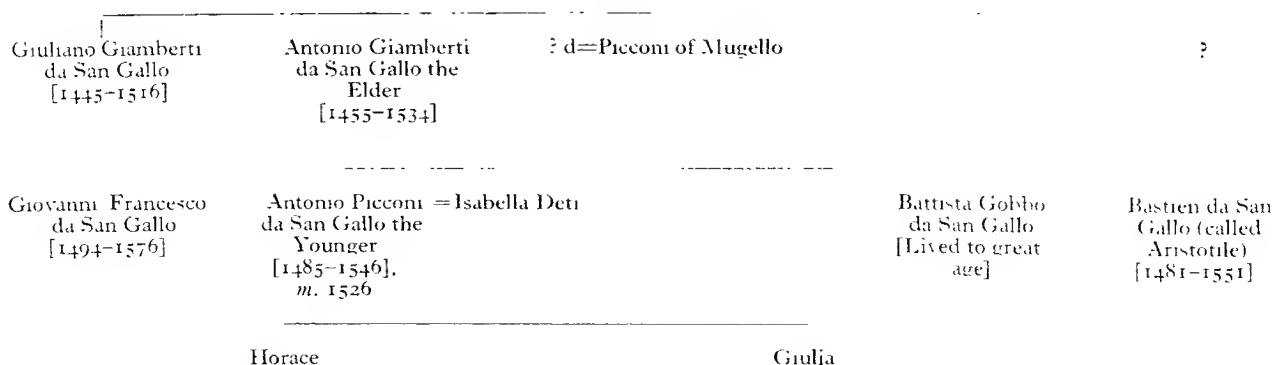 Giuliano Giamberti
da San Gallo
[1445–1516]
Antonio Giamberti
da San Gallo the
Elder
[1455–1534]
? d=Picconi of Mugello
?
Giovanni Francesco
da San Gallo
[1494–1576]
Antonio Picconi =Isabella Deti
da San Gallo the
Younger
[1485–1546].
m. 1526
Battista Gobbo
da San Gallo
[Lived to great
age]
Bastien da San
Gallo (called
Aristotile)
[1481–1551]
Horace
Giulia